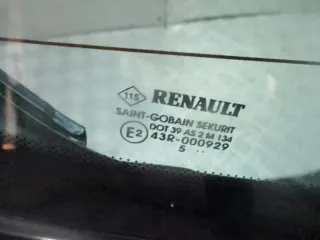 115 RENAULT
SAINT-GOBAIN SEKURIT
DOT 39 AS 2 M 134
E2 43R-000929
5